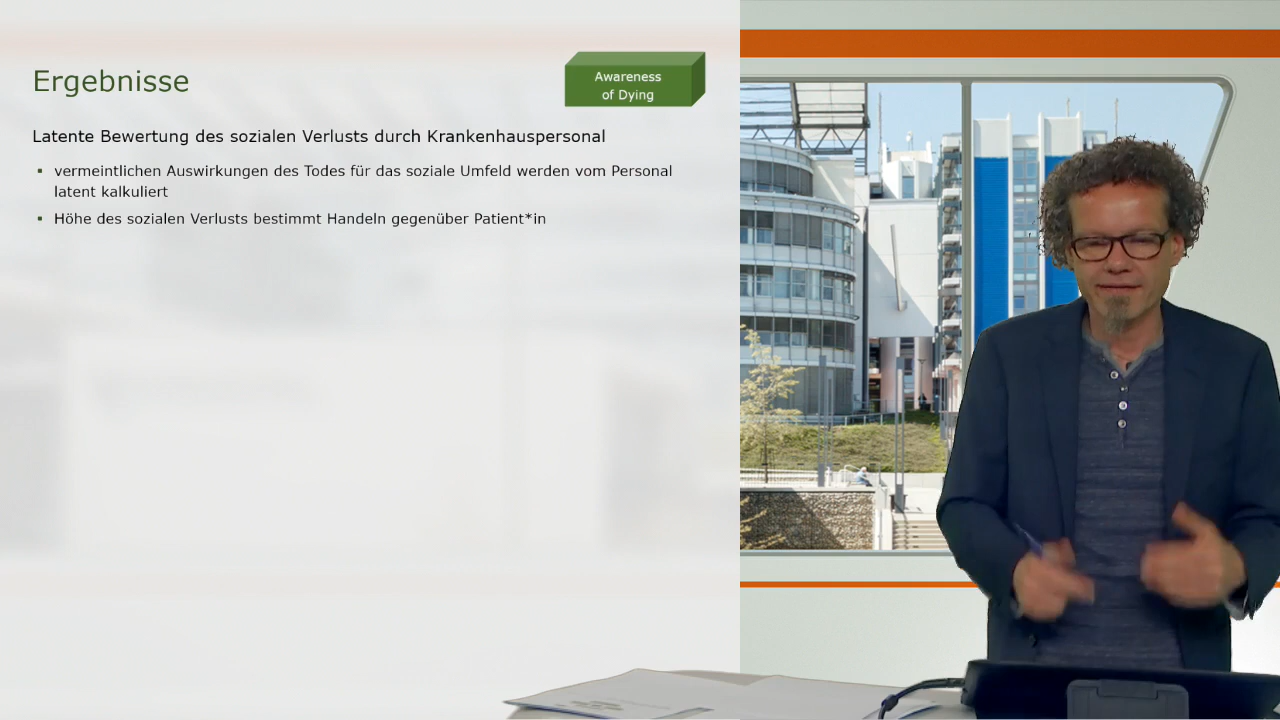 Ergebnisse
Awareness
of Dying
Latente Bewertung des sozialen Verlusts durch Krankenhauspersonal
▪ vermeintlichen Auswirkungen des Todes für das soziale Umfeld werden vom Personal
latent kalkuliert
▪ Höhe des sozialen Verlusts bestimmt Handeln gegenüber Patient*in